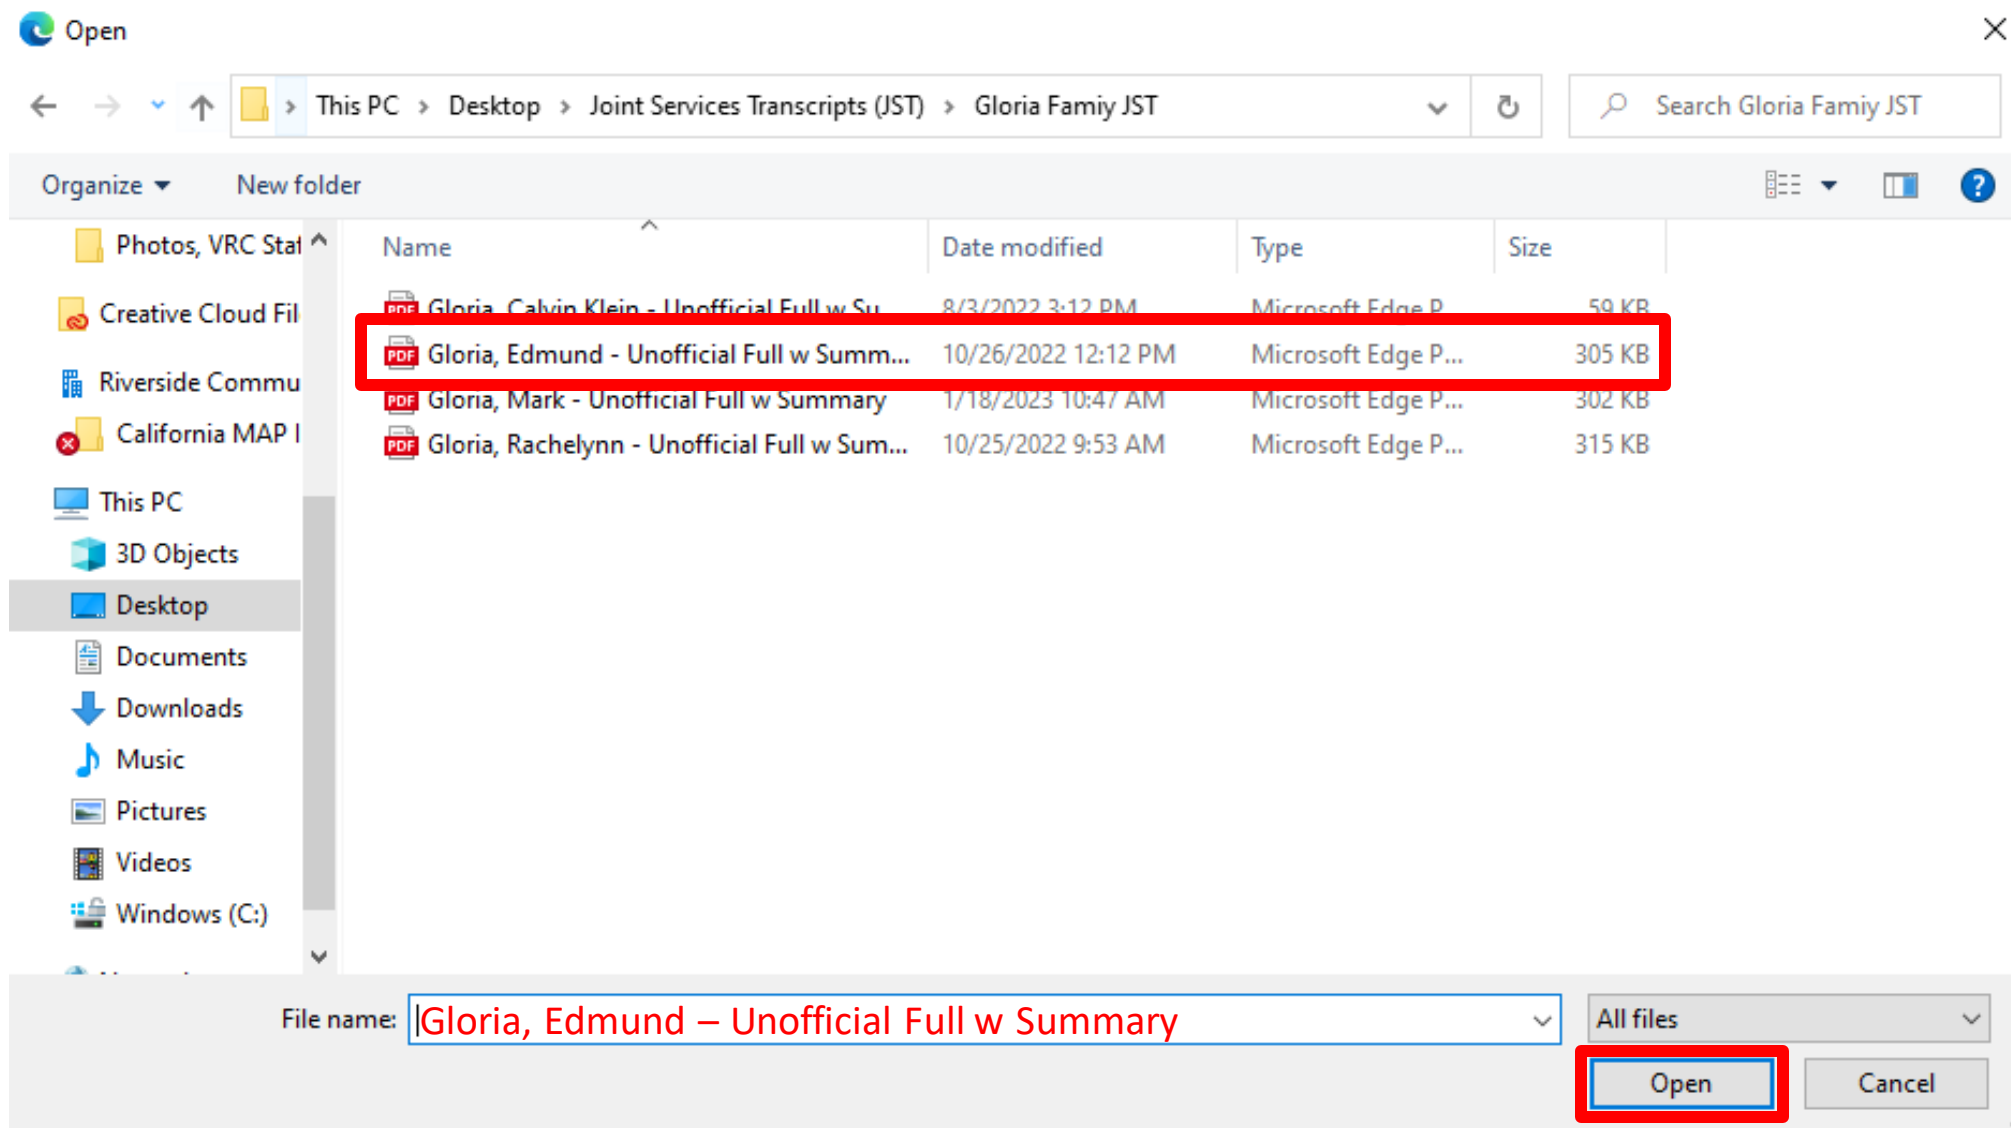 Open
This PC > Desktop > Joint Services Transcripts (JST) > Gloria Famiy JST
Search Gloria Famiy JST
Organize
New folder
Photos, VRC Staf
Creative Cloud Fil
Riverside Commu
California MAP I
This PC
3D Objects
Desktop
Documents
Downloads
Music
Pictures
Videos
Windows (C:)
Name Date modified Type Size
Gloria, Calvin Klein - Unofficial Full w Su 8/3/2022 3:12 PM Microsoft Edge P 59 KB
PDF Gloria, Edmund - Unofficial Full w Summ... 10/26/2022 12:12 PM Microsoft Edge P... 305 KB
PDF Gloria, Mark - Unofficial Full w Summary 1/18/2023 10:47 AM Microsoft Edge P... 302 KB
PDF Gloria, Rachelynn - Unofficial Full w Sum... 10/25/2022 9:53 AM Microsoft Edge P... 315 KB
File name: Gloria, Edmund – Unofficial Full w Summary
All files
Open
Cancel